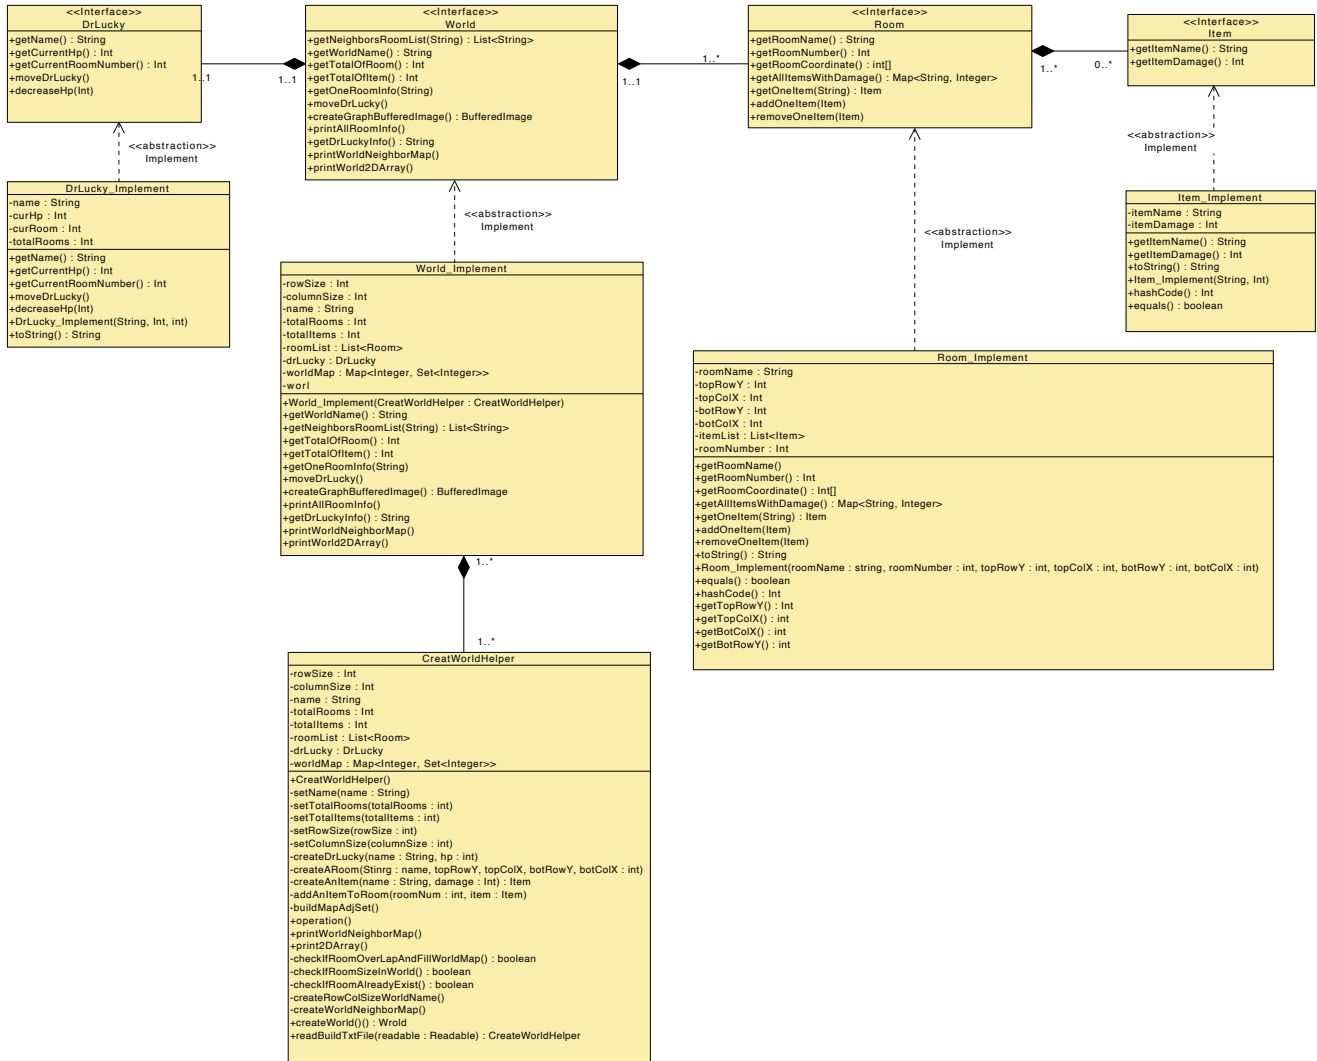 <<Interface>>
DrLucky
+getName() : String
+getCurrentHp() : Int
+getCurrentRoomNumber() : Int
+moveDrLucky()
+decreaseHp(Int)
1..1
1..1
<<Interface>>
World
+getNeighborsRoomList(String) : List<String>
+getWorldName() : String
+getTotalOfRoom() : Int
+getTotalOfItem() : Int
+getOneRoomInfo(String)
+moveDrLucky()
+createGraphBufferedImage() : BufferedImage
+printAllRoomInfo()
+getDrLuckyInfo() : String
+printWorldNeighborMap()
+printWorld2DArray()
1..1
1..*
<<Interface>>
Room
+getRoomName() : String
+getRoomNumber() : Int
+getRoomCoordinate() : int[]
+getAllItemsWithDamage() : Map<String, Integer>
+getOneItem(String) : Item
+addOneItem(Item)
+removeOneItem(Item)
1..*
0..*
<<Interface>>
Item
+getItemName() : String
+getItemDamage() : Int
<<abstraction>>
Implement
<<abstraction>>
Implement
<<abstraction>>
Implement
<<abstraction>>
Implement
DrLucky_Implement
-name : String
-curHp : Int
-curRoom : Int
-totalRooms : Int
+getName() : String
+getCurrentHp() : Int
+getCurrentRoomNumber() : Int
+moveDrLucky()
+decreaseHp(Int)
+DrLucky_Implement(String, Int, int)
+toString() : String
World_Implement
-rowSize : Int
-columnSize : Int
-name : String
-totalRooms : Int
-totalItems : Int
-roomList : List<Room>
-drLucky : DrLucky
-worldMap : Map<Integer, Set<Integer>>
-worl
+World_Implement(CreatWorldHelper : CreatWorldHelper)
+getWorldName() : String
+getNeighborsRoomList(String) : List<String>
+getTotalOfRoom() : Int
+getTotalOfItem() : Int
+getOneRoomInfo(String)
+moveDrLucky()
+createGraphBufferedImage() : BufferedImage
+printAllRoomInfo()
+getDrLuckyInfo() : String
+printWorldNeighborMap()
+printWorld2DArray()
1..*
1..*
Item_Implement
-itemName : String
-itemDamage : Int
+getItemName() : String
+getItemDamage() : Int
+toString() : String
+Item_Implement(String, Int)
+hashCode() : Int
+equals() : boolean
Room_Implement
-roomName : String
-topRowY : Int
-topColX : Int
-botRowY : Int
-botColX : Int
-itemList : List<Item>
-roomNumber : Int
+getRoomName()
+getRoomNumber() : Int
+getRoomCoordinate() : Int[]
+getAllItemsWithDamage() : Map<String, Integer>
+getOneItem(String) : Item
+addOneItem(Item)
+removeOneItem(Item)
+toString() : String
+Room_Implement(roomName : string, roomNumber : int, topRowY : int, topColX : int, botRowY : int, botColX : int)
+equals() : boolean
+hashCode() : Int
+getTopRowY() : Int
+getTopColX() : int
+getBotColX() : int
+getBotRowY() : int
CreatWorldHelper
-rowSize : Int
-columnSize : Int
-name : String
-totalRooms : Int
-totalItems : Int
-roomList : List<Room>
-drLucky : DrLucky
-worldMap : Map<Integer, Set<Integer>>
+CreatWorldHelper()
-setName(name : String)
-setTotalRooms(totalRooms : int)
-setTotalItems(totalItems : int)
-setRowSize(rowSize : int)
-setColumnSize(columnSize : int)
-createDrLucky(name : String, hp : int)
-createARoom(Stinrg : name, topRowY, topColX, botRowY, botColX : int)
-createAnItem(name : String, damage : Int) : Item
-addAnItemToRoom(roomNum : int, item : Item)
-buildMapAdjSet()
+operation()
+printWorldNeighborMap()
+print2DArray()
-checkIfRoomOverLapAndFillWorldMap() : boolean
-checkIfRoomSizeInWorld() : boolean
-checkIfRoomAlreadyExist() : boolean
-createRowColSizeWorldName()
-createWorldNeighborMap()
+createWorld()() : Wrold
+readBuildTxtFile(readable : Readable) : CreateWorldHelper